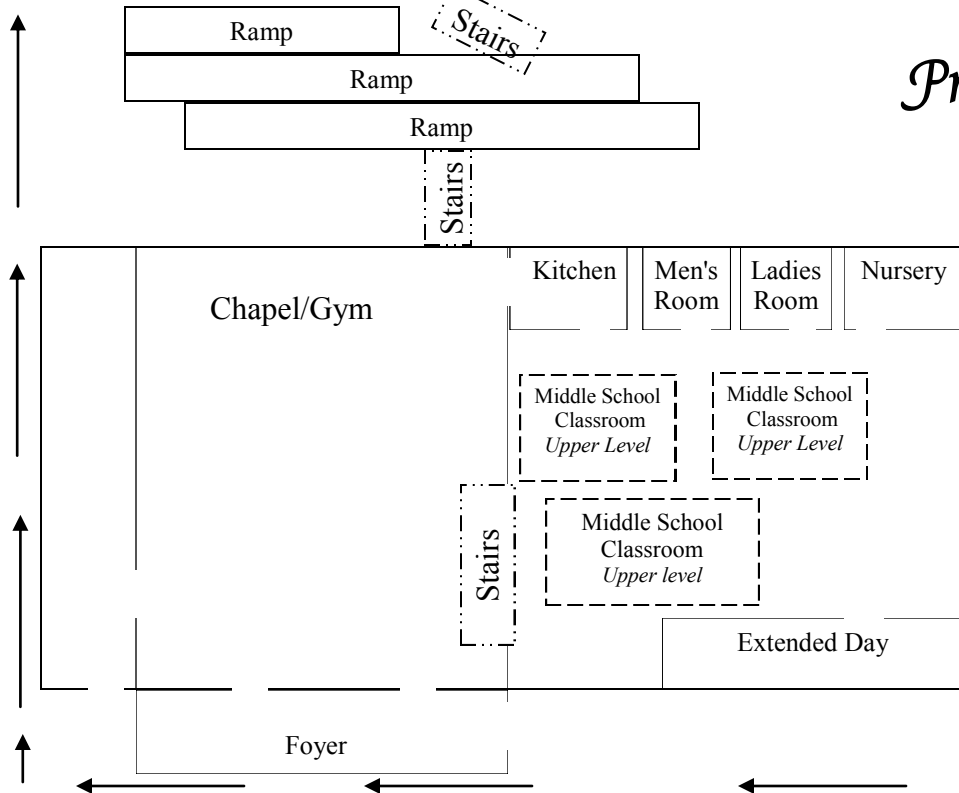 Stairs
Ramp
Ramp
Ramp
Stairs
Kitchen
Men's
Room
Ladies
Room
Nursery
Chapel/Gym
Middle School
Classroom
Upper Level
Middle School
Classroom
Upper Level
Middle School
Classroom
Upper level
Stairs
Extended Day
Foyer